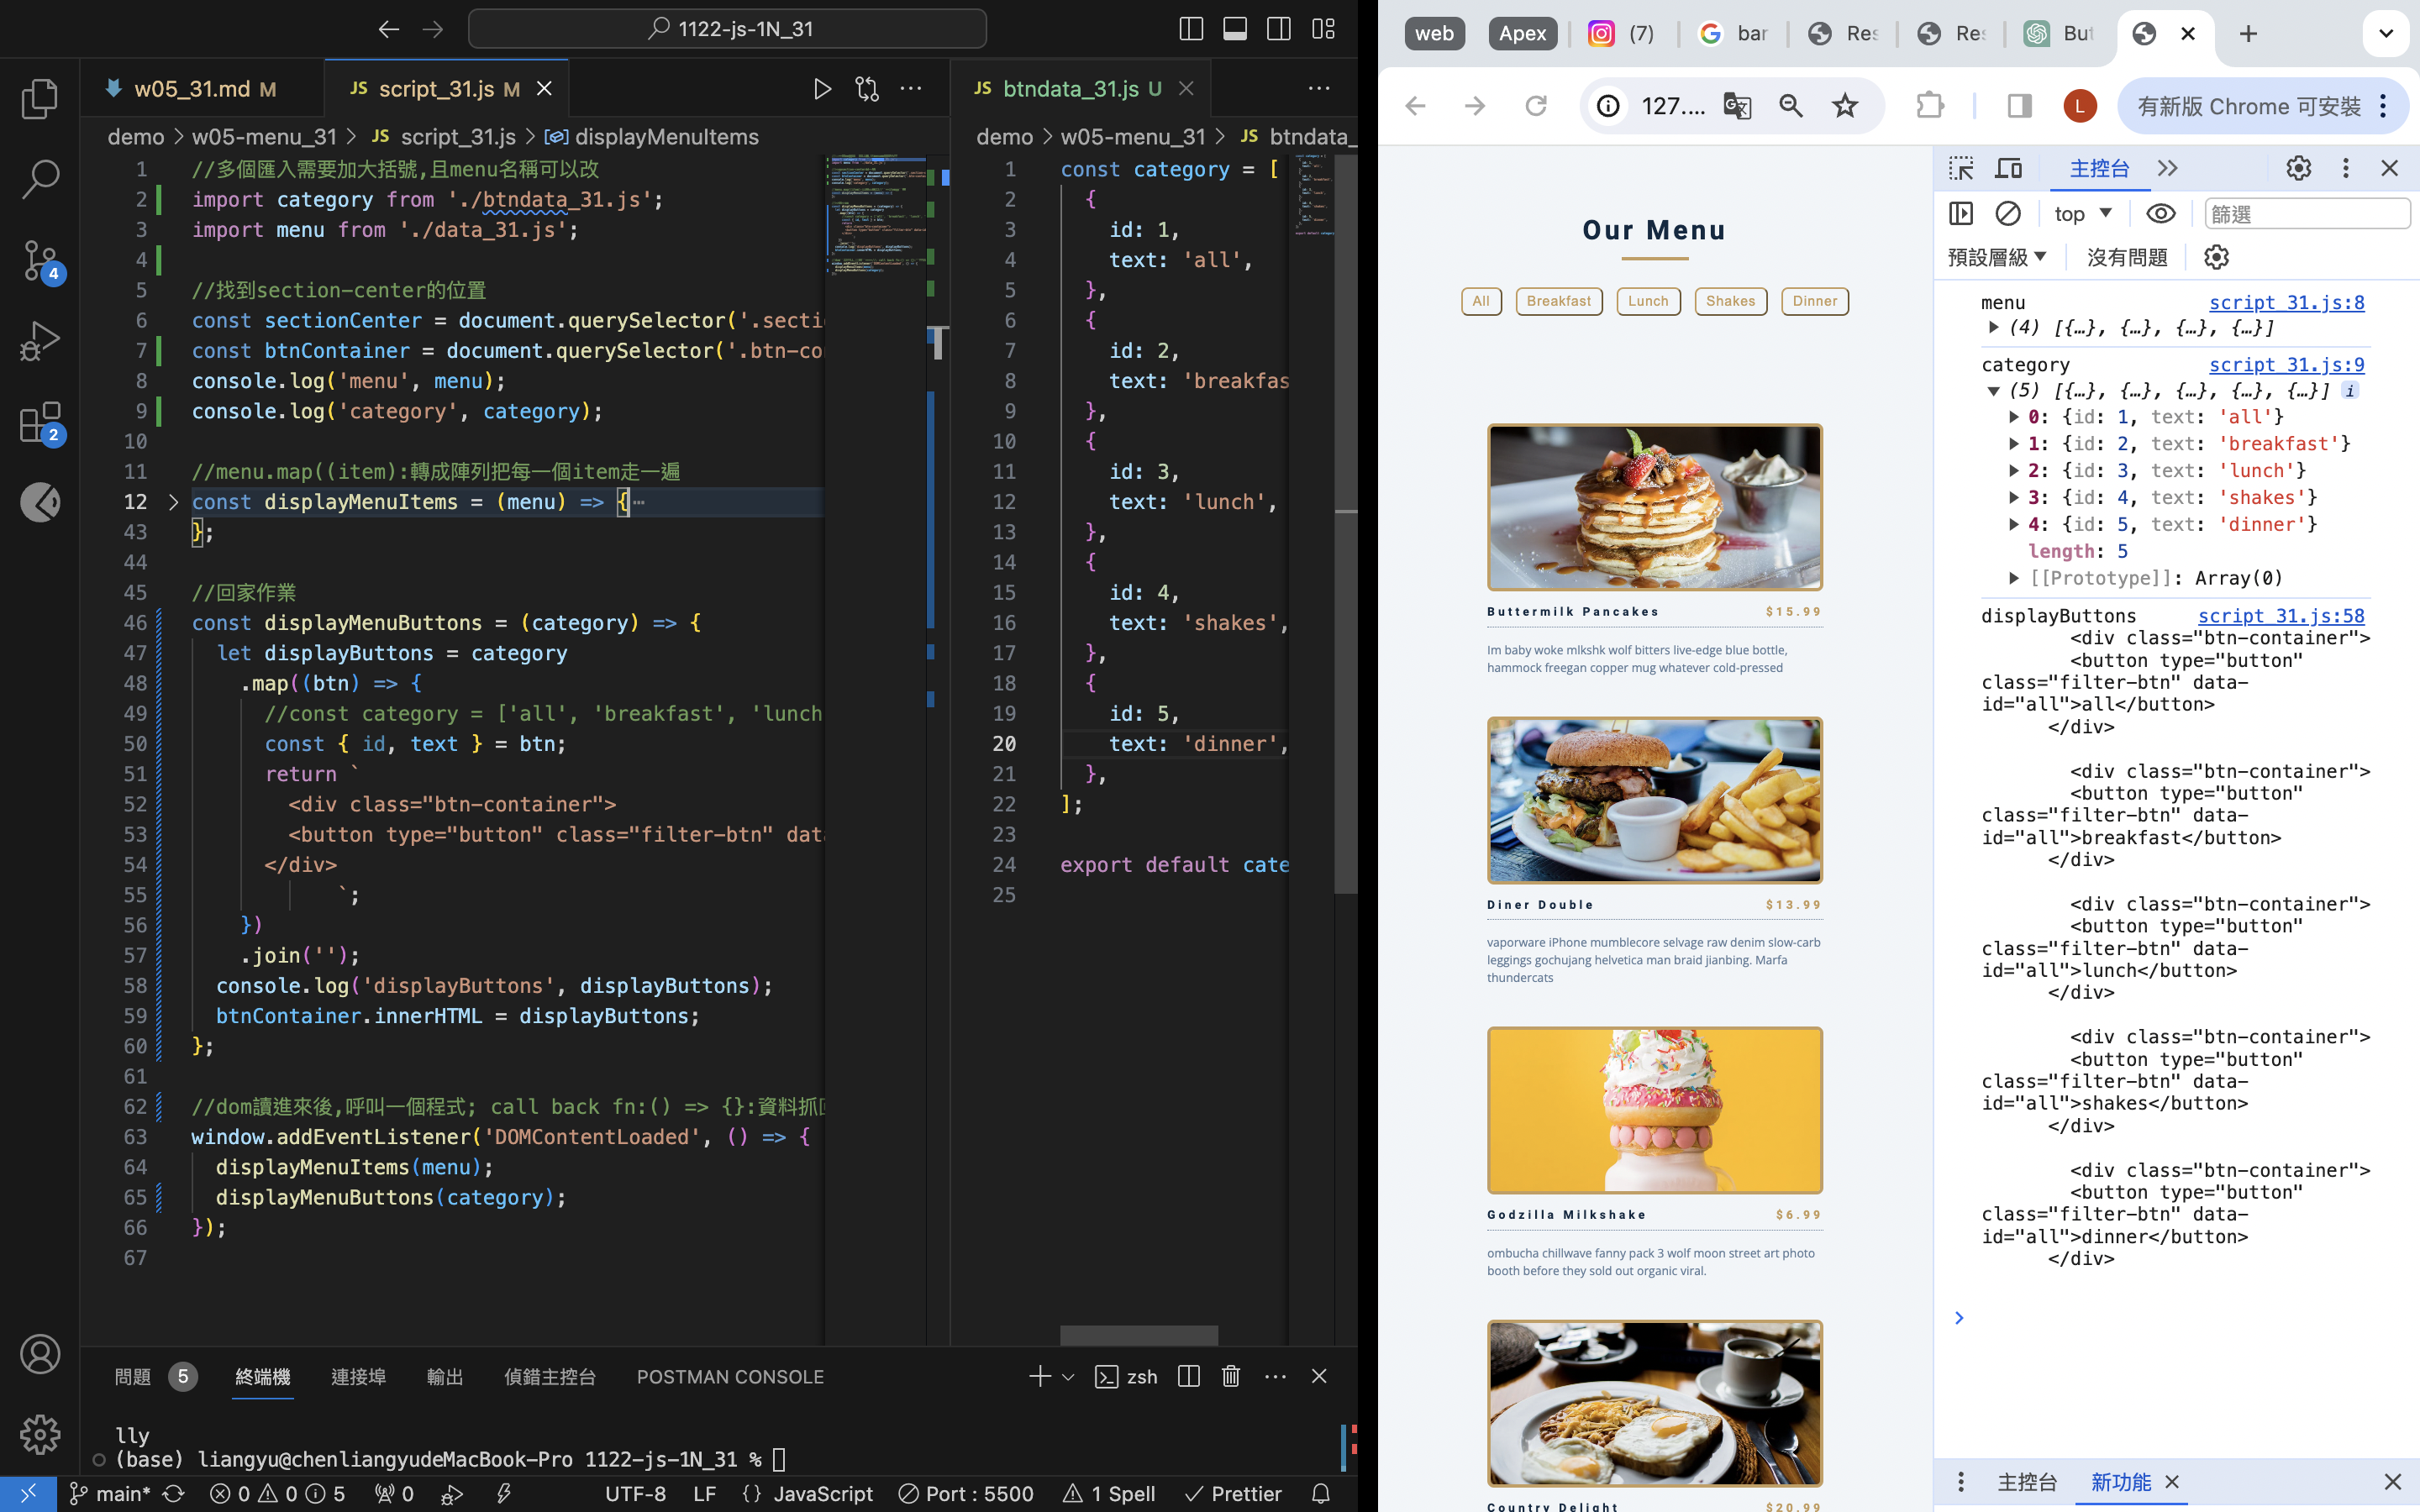 1122-js-1N_31
w05_31.md M
JS script_31.js M
demo > w05-menu_31 > JS script_31.js > displayMenuItems
1 //多個匯入需要加大括號,且menu名稱可以改
2 import category from './btndata_31.js';
3 import menu from './data_31.js';
4
5 //找到section-center的位置
6 const sectionCenter = document.querySelector('.secti
7 const btnContainer = document.querySelector('.btn-co
8 console.log('menu', menu);
9 console.log('category', category);
10
11 //menu.map((item):轉成陣列把每一個item走一遍
12 const displayMenuItems = (menu) => {…
43 };
44
45 //回家作業
46 const displayMenuButtons = (category) => {
47 let displayButtons = category
48 .map((btn) => {
49 //const category = ['all', 'breakfast', 'lunch
50 const { id, text } = btn;
51 return `
52 <div class="btn-container">
53 <button type="button" class="filter-btn" dat
54 </div>
55 `;
56 })
57 .join('');
58 console.log('displayButtons', displayButtons);
59 btnContainer.innerHTML = displayButtons;
60 };
61
62 //dom讀進來後,呼叫一個程式; call back fn:() => {}:資料抓
63 window.addEventListener('DOMContentLoaded', () => {
64 displayMenuItems(menu);
65 displayMenuButtons(category);
66 });
67
4
2
JS btndata_31.js U
demo > w05-menu_31 > JS btndata_
1 const category = [
2 {
3 id: 1,
4 text: 'all',
5 },
6 {
7 id: 2,
8 text: 'breakfas
9 },
10 {
11 id: 3,
12 text: 'lunch',
13 },
14 {
15 id: 4,
16 text: 'shakes',
17 },
18 {
19 id: 5,
20 text: 'dinner',
21 },
22 ];
23
24 export default cate
25
問題 5 終端機 連接埠 輸出 偵錯主控台 POSTMAN CONSOLE
zsh
lly
(base) liangyu@chenliangyudeMacBook-Pro 1122-js-1N_31 %
main* 0 0 5 0 UTF-8 LF {} JavaScript Port : 5500 1 Spell Prettier
web Apex (7) bar Res Res But
127.... L 有新版 Chrome 可安裝
Our Menu
All Breakfast Lunch Shakes Dinner
Buttermilk Pancakes $15.99
Im baby woke mlkshk wolf bitters live-edge blue bottle,
hammock freegan copper mug whatever cold-pressed
Diner Double $13.99
vaporware iPhone mumblecore selvage raw denim slow-carb
leggings gochujang helvetica man braid jianbing. Marfa
thundercats
Godzilla Milkshake $6.99
ombucha chillwave fanny pack 3 wolf moon street art photo
booth before they sold out organic viral.
Country Delight $20.99
主控台
top 篩選
預設層級 沒有問題
menu script 31.js:8
(4) [{…}, {…}, {…}, {…}]
category script 31.js:9
(5) [{…}, {…}, {…}, {…}, {…}] i
0: {id: 1, text: 'all'}
1: {id: 2, text: 'breakfast'}
2: {id: 3, text: 'lunch'}
3: {id: 4, text: 'shakes'}
4: {id: 5, text: 'dinner'}
length: 5
[[Prototype]]: Array(0)
displayButtons script 31.js:58
<div class="btn-container">
<button type="button"
class="filter-btn" data-
id="all">all</button>
</div>
<div class="btn-container">
<button type="button"
class="filter-btn" data-
id="all">breakfast</button>
</div>
<div class="btn-container">
<button type="button"
class="filter-btn" data-
id="all">lunch</button>
</div>
<div class="btn-container">
<button type="button"
class="filter-btn" data-
id="all">shakes</button>
</div>
<div class="btn-container">
<button type="button"
class="filter-btn" data-
id="all">dinner</button>
</div>
主控台 新功能